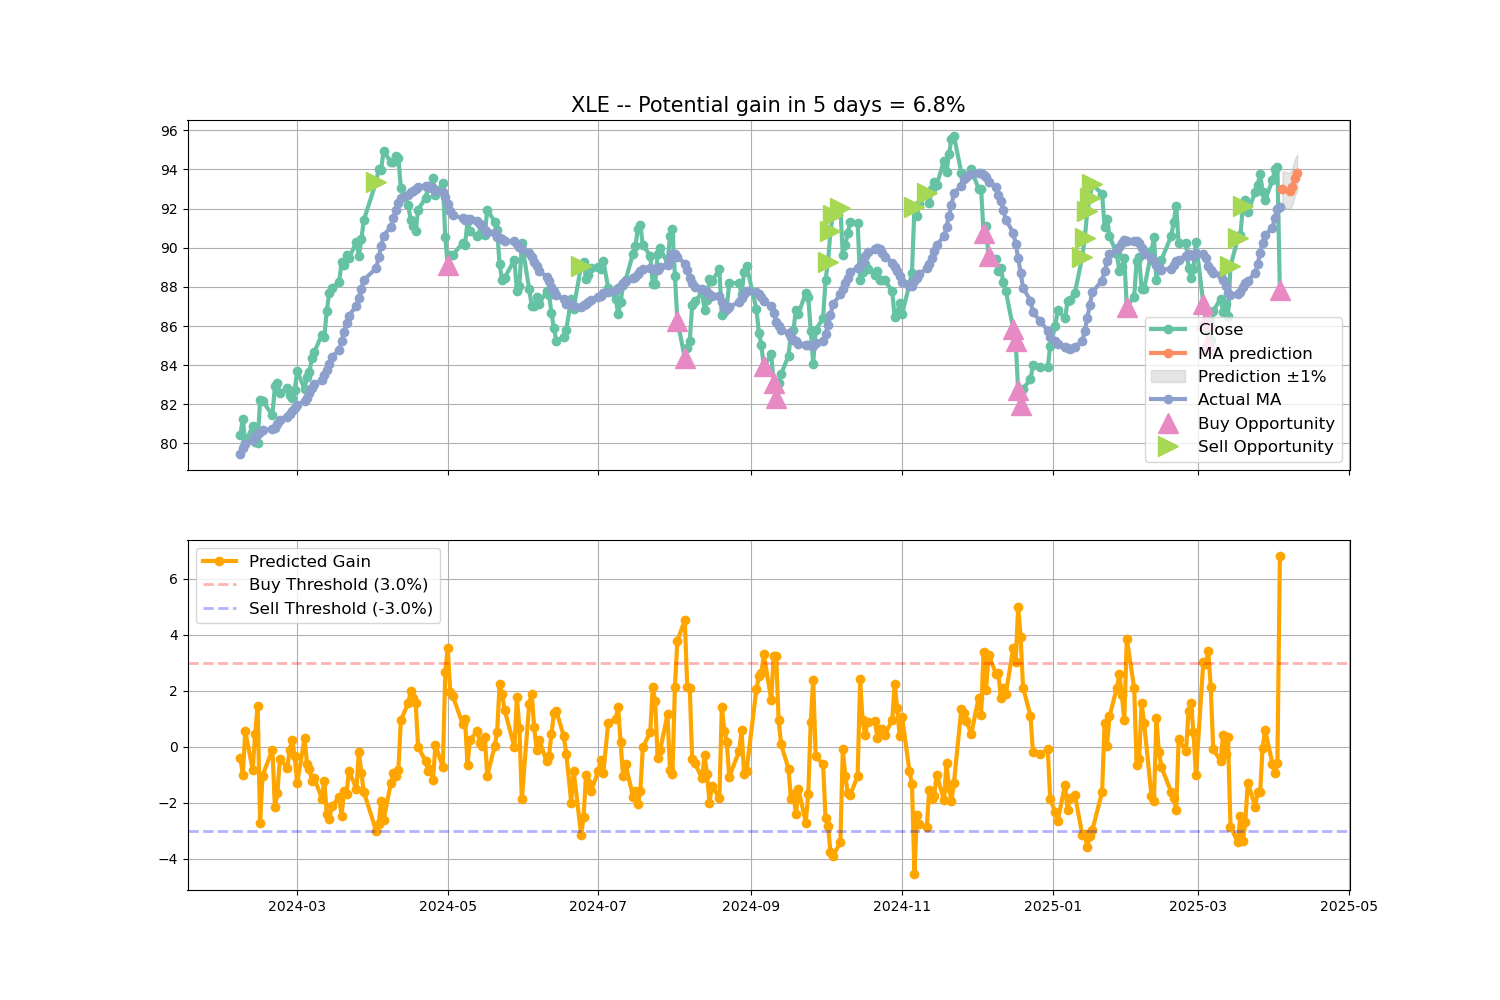 XLE -- Potential gain in 5 days = 6.8%
96
94
92
90
88
86
84
82
80
Close
MA prediction
Prediction ±1%
Actual MA
Buy Opportunity
Sell Opportunity
6
4
2
0
−2
−4
Predicted Gain
Buy Threshold (3.0%)
Sell Threshold (-3.0%)
2024-03
2024-05
2024-07
2024-09
2024-11
2025-01
2025-03
2025-05